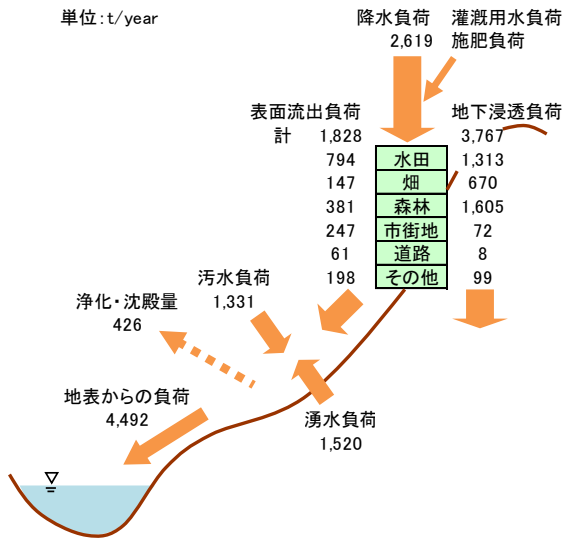 単位:t/year
降水負荷
2,619
灌漑用水負荷
施肥負荷
表面流出負荷
地下浸透負荷
計 1,828 3,767
794 水田 1,313
147 畑 670
381 森林 1,605
247 市街地 72
61 道路 8
198 その他 99
汚水負荷
1,331
浄化・沈殿量
426
地表からの負荷
4,492
湧水負荷
1,520